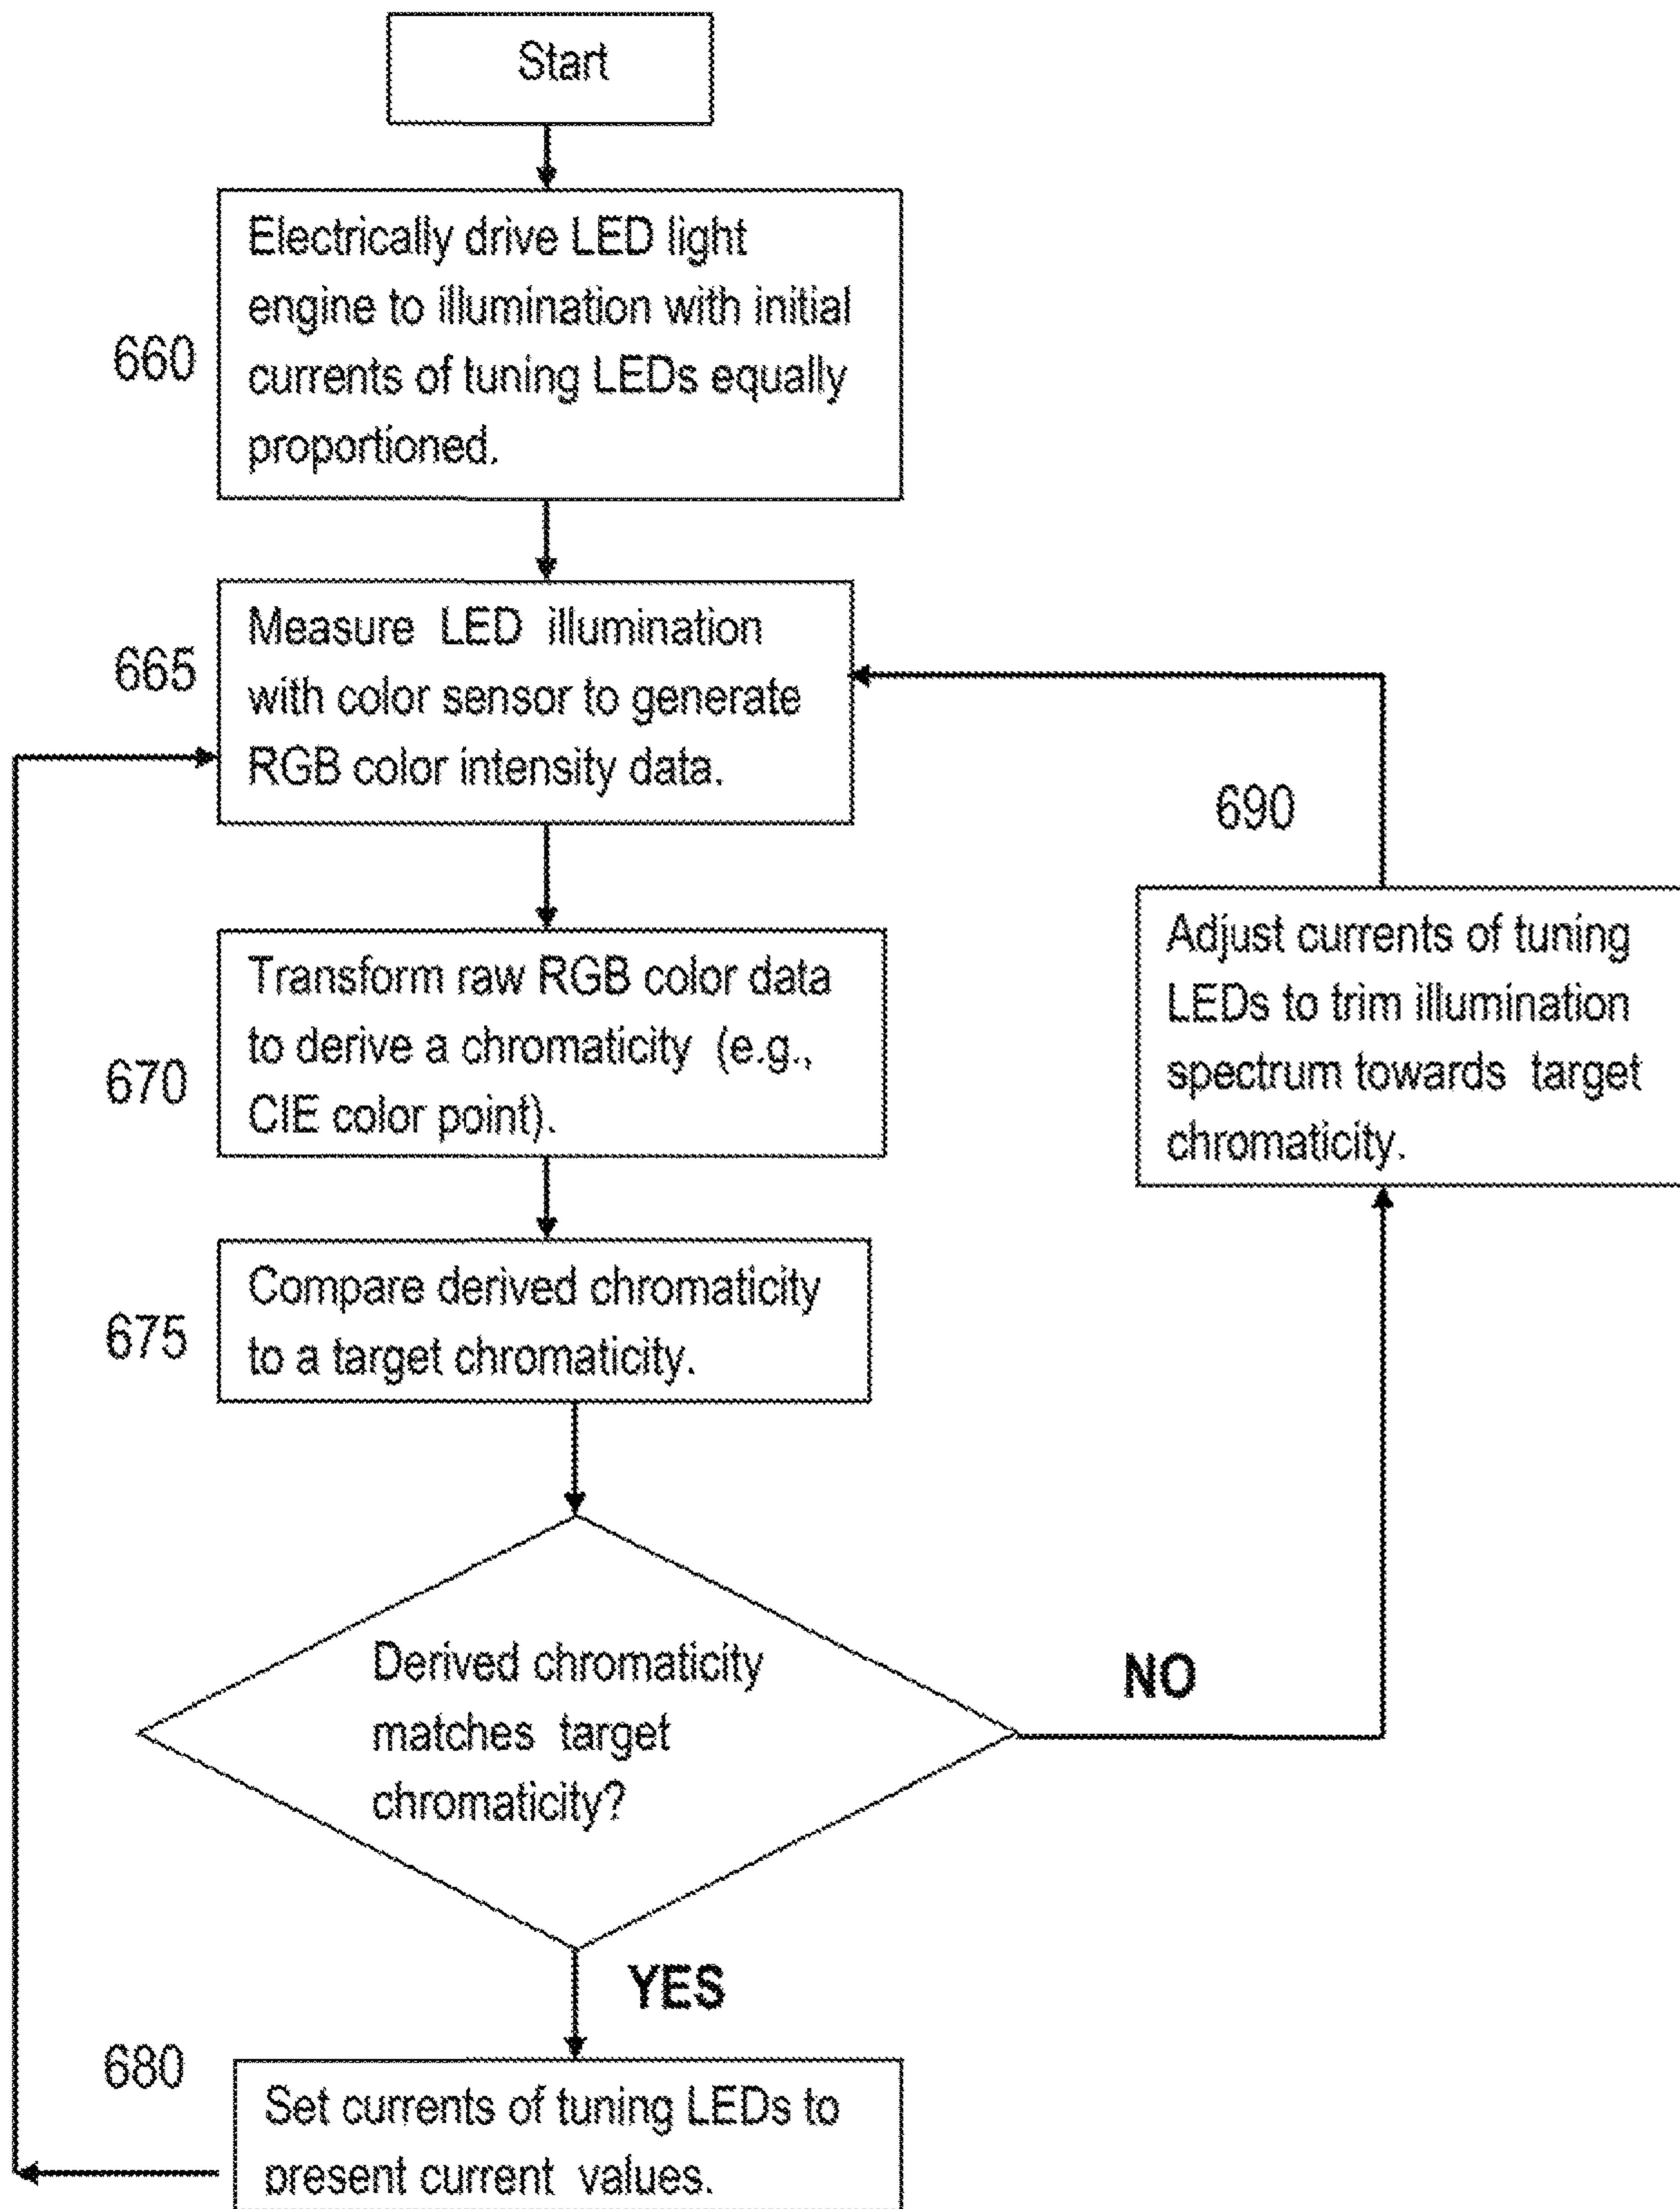 Start
660
Electrically drive LED light
engine to illumination with initial
currents of tuning LEDs equally
proportioned.
665
Measure LED illumination
with color sensor to generate
RGB color intensity data.
670
Transform raw RGB color data
to derive a chromaticity (e.g.,
CIE color point).
675
Compare derived chromaticity
to a target chromaticity.
Derived chromaticity
matches target
chromaticity?
NO
690
Adjust currents of tuning
LEDs to trim illumination
spectrum towards target
chromaticity.
YES
680
Set currents of tuning LEDs to
present current values.